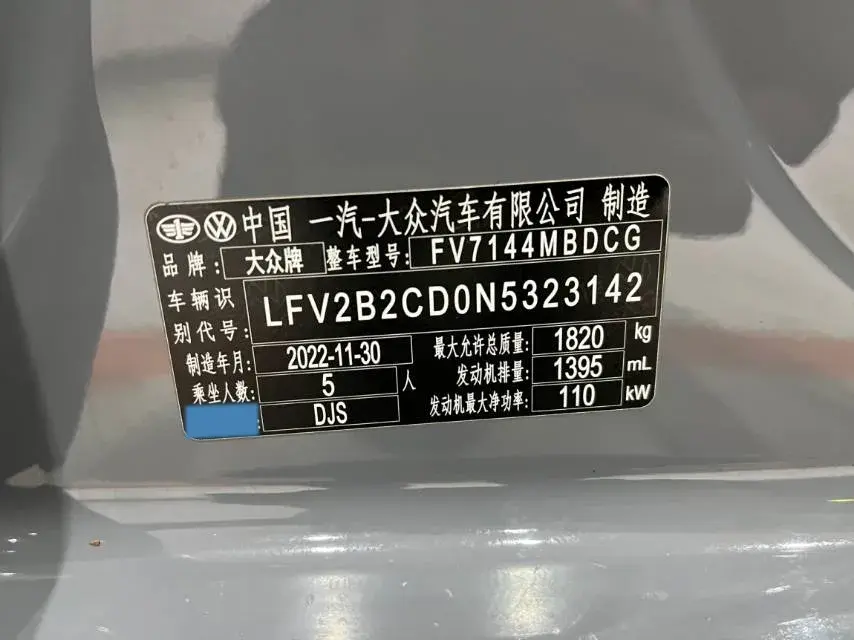 中国 一汽-大众汽车有限公司 制造
品牌: 大众牌 整车型号: FV7144MBDCG
车辆识别代号: LFV2B2CD0N5323142
制造年月: 2022-11-30 最大允许总质量: 1820 kg
乘坐人数: 5 人 发动机排量: 1395 mL
: DJS 发动机最大净功率: 110 kW